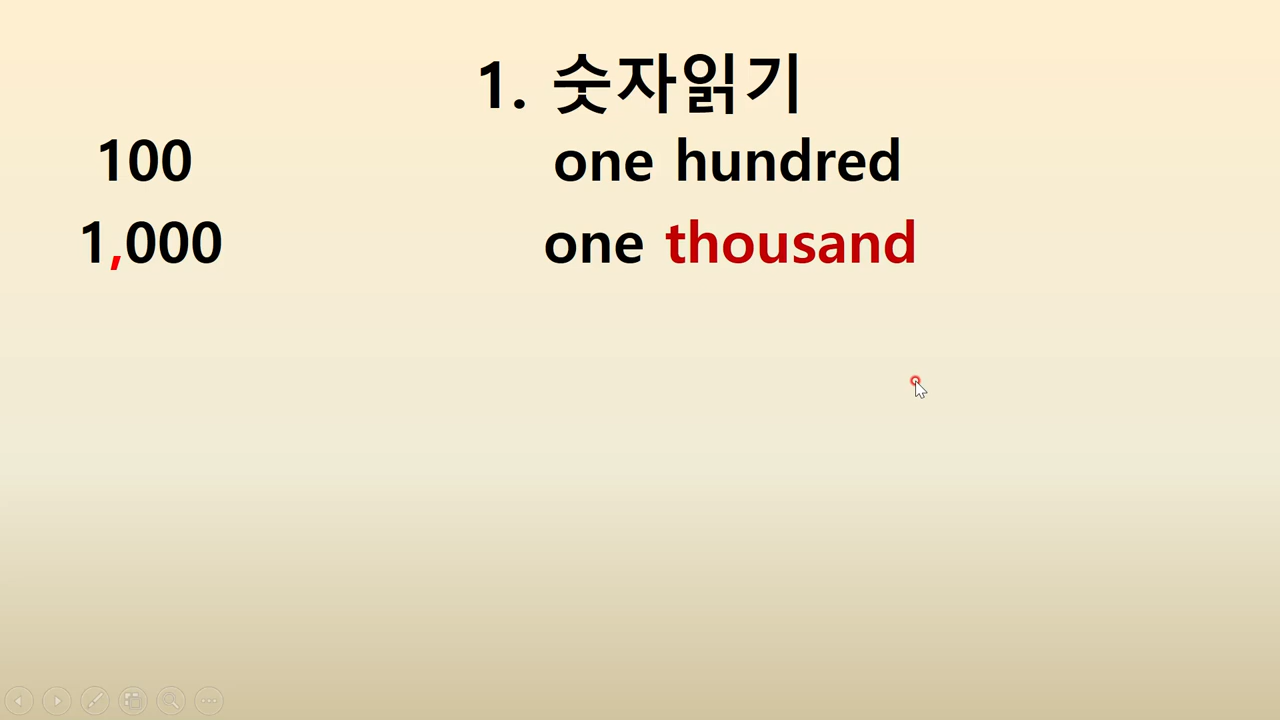 1. 숫자읽기
100 one hundred
1,000 one thousand